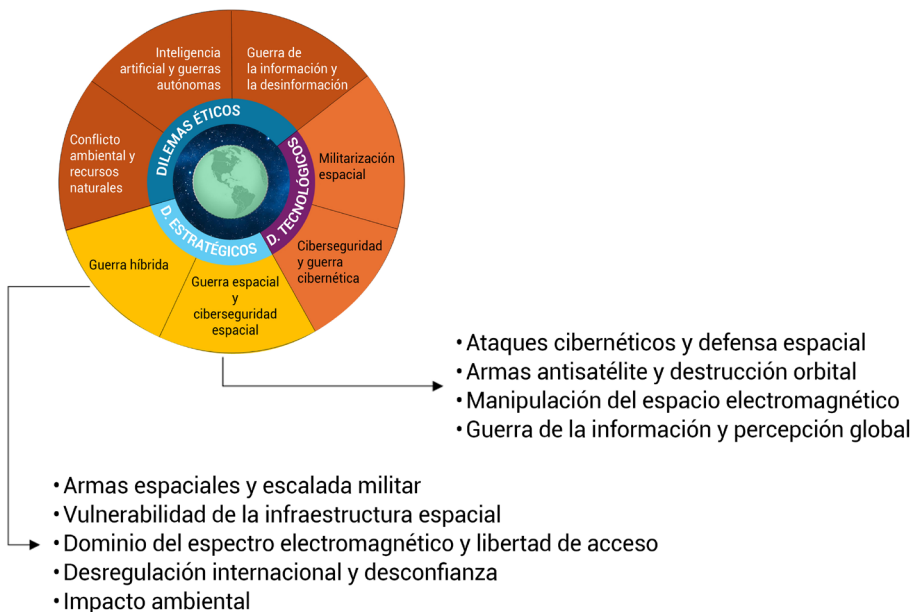 Inteligencia
artificial y guerras
autónomas
Guerra de
la información y
la desinformación
Conflicto
ambiental y
recursos
naturales
DILEMAS ÉTICOS
D. TECNOLÓGICOS
D. ESTRATÉGICOS
Militarización
espacial
Ciberseguridad
y guerra
cibernética
Guerra híbrida
Guerra espacial
y
ciberseguridad
espacial
• Ataques cibernéticos y defensa espacial
• Armas antisatélite y destrucción orbital
• Manipulación del espacio electromagnético
• Guerra de la información y percepción global
• Armas espaciales y escalada militar
• Vulnerabilidad de la infraestructura espacial
• Dominio del espectro electromagnético y libertad de acceso
• Desregulación internacional y desconfianza
• Impacto ambiental